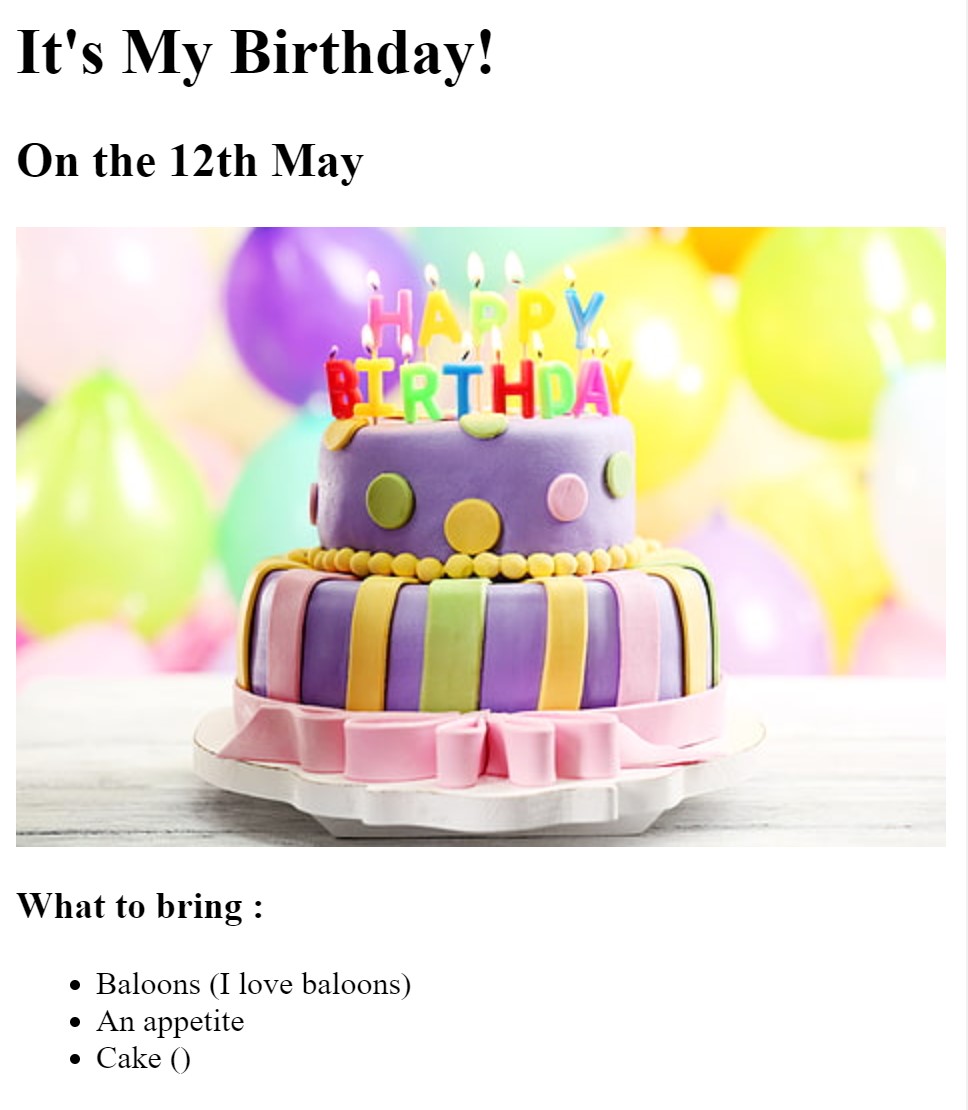 It's My Birthday!
On the 12th May
HAPPY
BIRTHDAY
What to bring :
Baloons (I love baloons)
An appetite
Cake ()